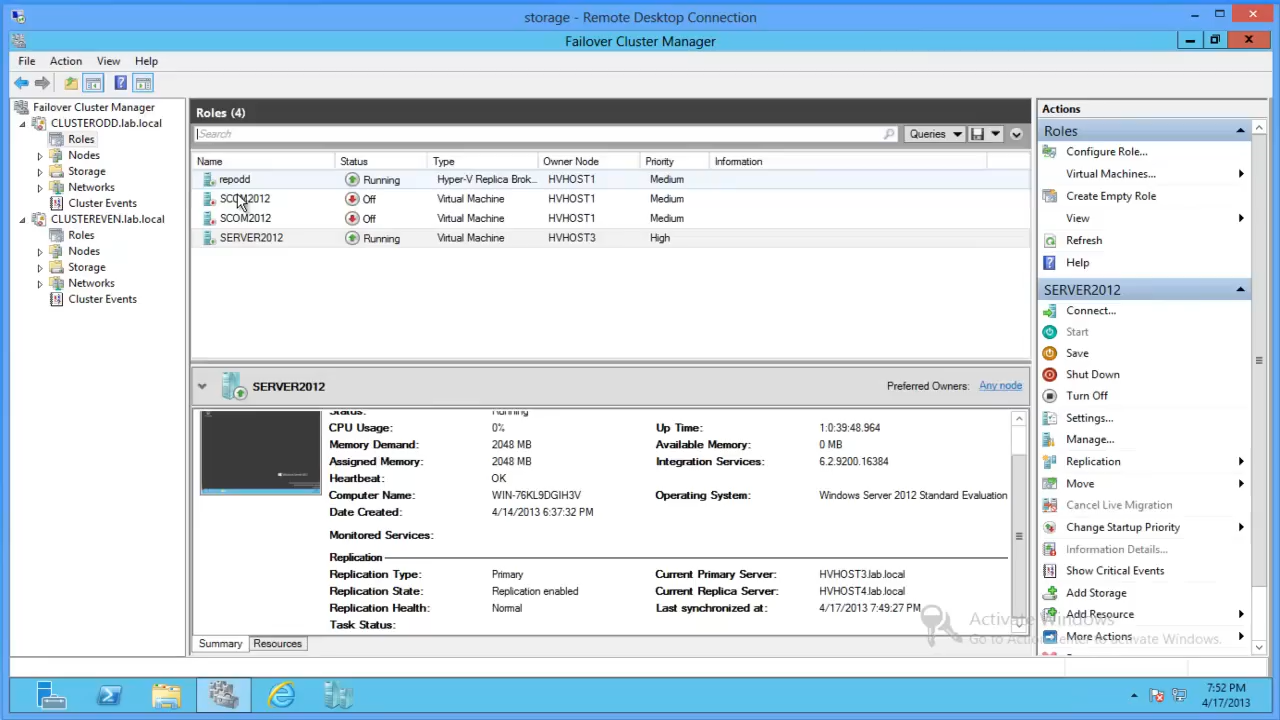 storage - Remote Desktop Connection
Failover Cluster Manager
File Action View Help
Failover Cluster Manager
CLUSTERODD.lab.local
Roles
Nodes
Storage
Networks
Cluster Events
CLUSTEREVEN.lab.local
Roles
Nodes
Storage
Networks
Cluster Events
Roles (4)
Search
Queries
Name Status Type Owner Node Priority Information
repodd Running Hyper-V Replica Brok... HVHOST1 Medium
SCCM2012 Off Virtual Machine HVHOST1 Medium
SCOM2012 Off Virtual Machine HVHOST1 Medium
SERVER2012 Running Virtual Machine HVHOST3 High
SERVER2012
Preferred Owners: Any node
Status: Running
CPU Usage: 0% Up Time: 1:0:39:48.964
Memory Demand: 2048 MB Available Memory: 0 MB
Assigned Memory: 2048 MB Integration Services: 6.2.9200.16384
Heartbeat: OK
Computer Name: WIN-76KL9DGIH3V Operating System: Windows Server 2012 Standard Evaluation
Date Created: 4/14/2013 6:37:32 PM
Monitored Services:
Replication
Replication Type: Primary Current Primary Server: HVHOST3.lab.local
Replication State: Replication enabled Current Replica Server: HVHOST4.lab.local
Replication Health: Normal Last synchronized at: 4/17/2013 7:49:27 PM
Task Status:
Summary Resources
Actions
Roles
Configure Role...
Virtual Machines...
Create Empty Role
View
Refresh
Help
SERVER2012
Connect...
Start
Save
Shut Down
Turn Off
Settings...
Manage...
Replication
Move
Cancel Live Migration
Change Startup Priority
Information Details...
Show Critical Events
Add Storage
Add Resource
More Actions
Activate Windows
Go to Action Center to activate Windows.
7:52 PM
4/17/2013